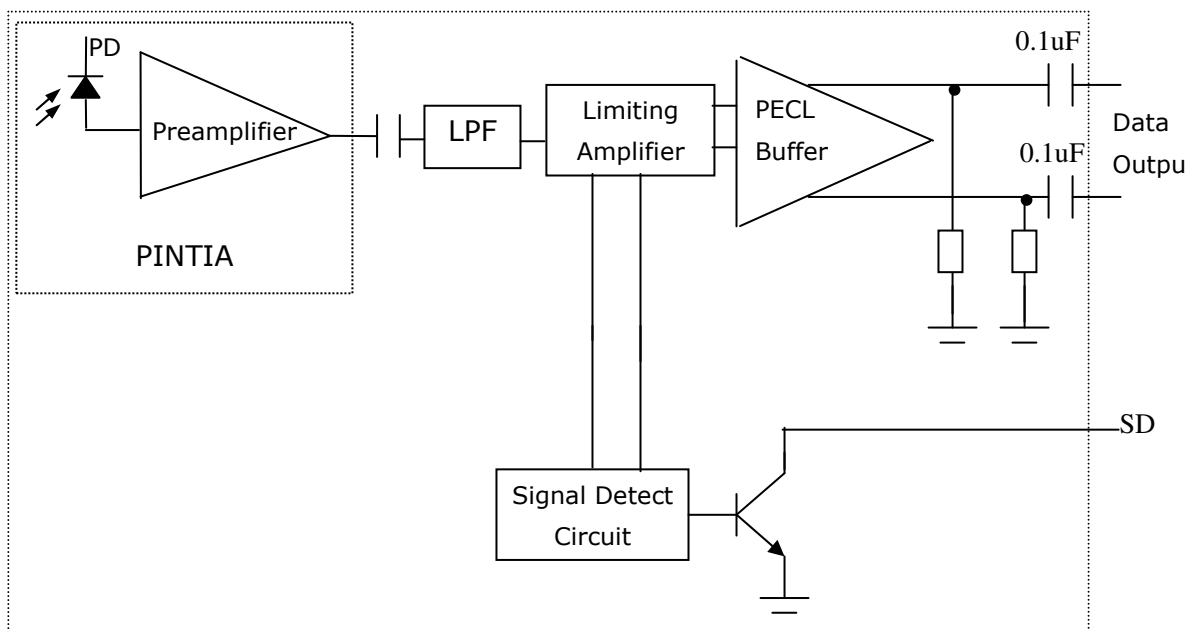 PD
Preamplifier
PINTIA
LPF
Limiting
Amplifier
PECL
Buffer
0.1uF
0.1uF
Data
Outpu
SD
Signal Detect
Circuit